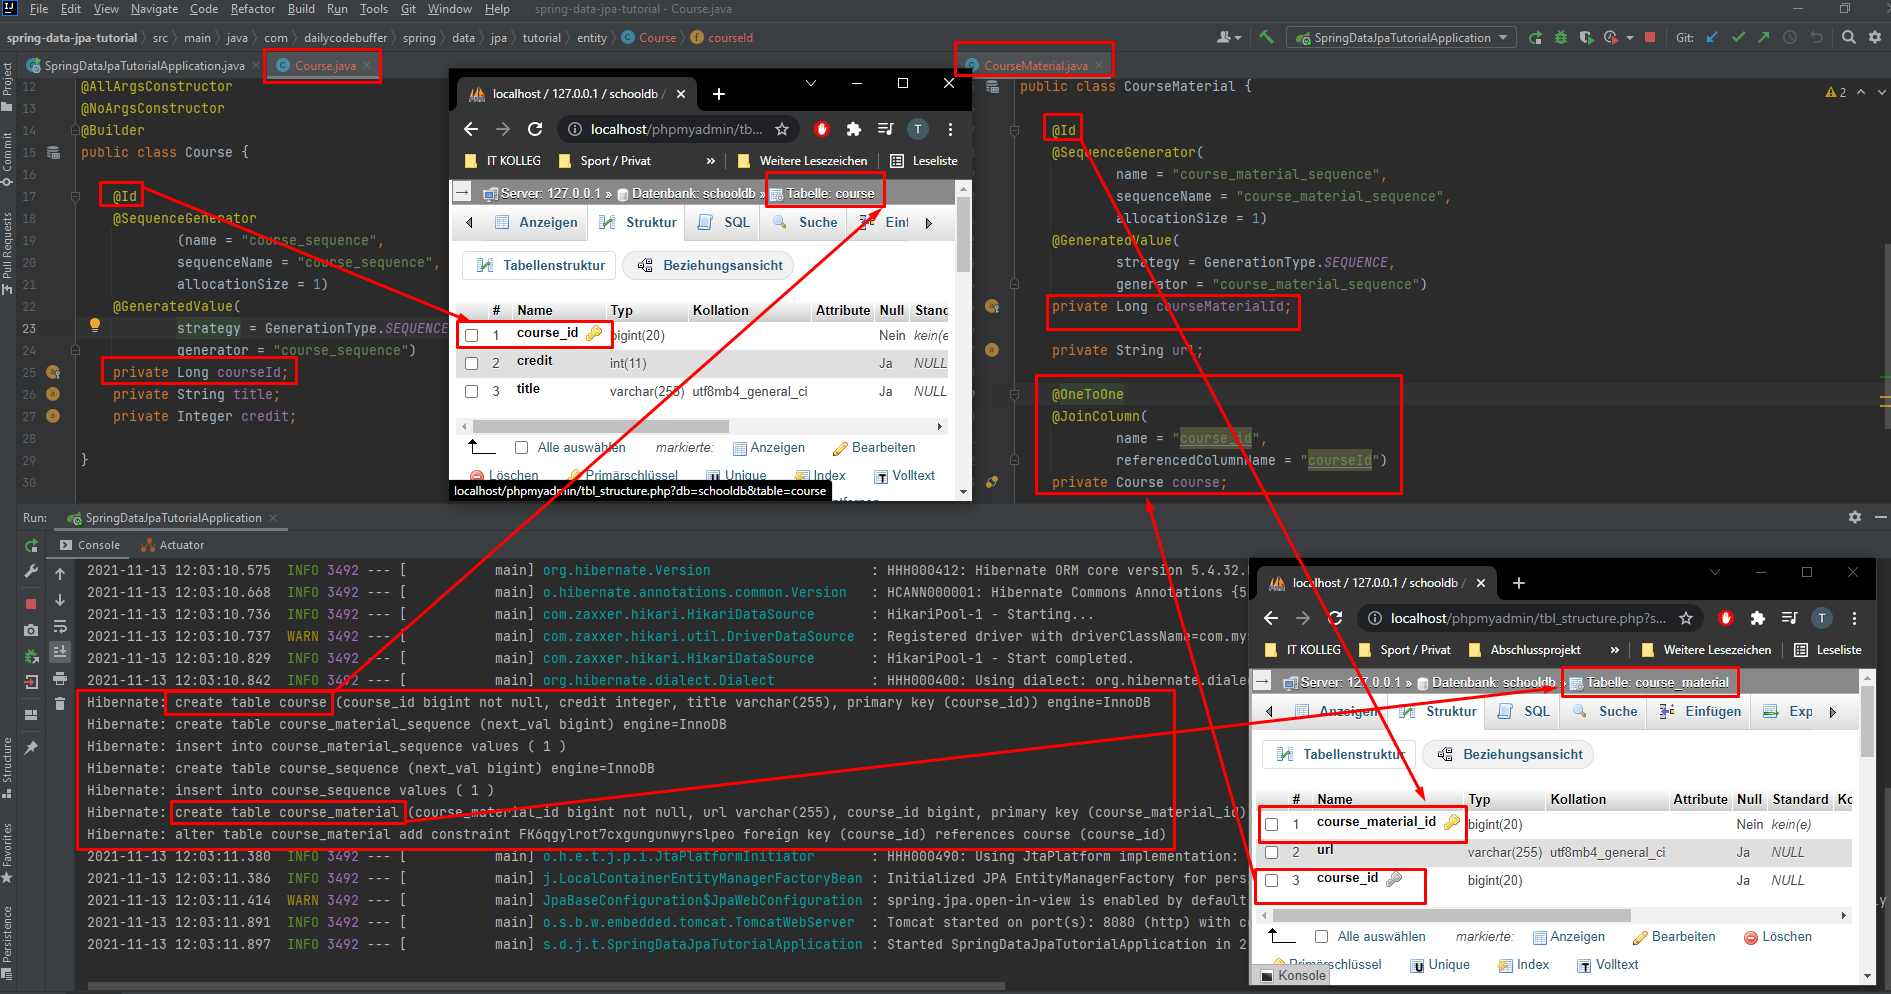 File Edit View Navigate Code Refactor Build Run Tools Git Window Help spring-data-jpa-tutorial - Course.java
spring-data-jpa-tutorial src main java com dailycodebuffer spring data jpa tutorial entity Course courseId
SpringDataJpaTutorialApplication Git:
SpringDataJpaTutorialApplication.java Course.java
Project
Commit
Pull Requests
Structure
Favorites
Persistence
12 @AllArgsConstructor
13 @NoArgsConstructor
14 @Builder
15 public class Course {
16
17 @Id
18 @SequenceGenerator
19 (name = "course_sequence",
20 sequenceName = "course_sequence",
21 allocationSize = 1)
22 @GeneratedValue(
23 strategy = GenerationType.SEQUENCE
24 generator = "course_sequence")
25 private Long courseId;
26 private String title;
27 private Integer credit;
28
29 }
30
localhost / 127.0.0.1 / schooldb /
localhost/phpmyadmin/tb... T
IT KOLLEG Sport / Privat » Weitere Lesezeichen Leseliste
Server: 127.0.0.1 » Datenbank: schooldb » Tabelle: course
Anzeigen Struktur SQL Suche Einf
Tabellenstruktur Beziehungsansicht
# Name Typ Kollation Attribute Null Stan
1 course_id bigint(20) Nein kein(e
2 credit int(11) Ja NULL
3 title varchar(255) utf8mb4_general_ci Ja NULL
Alle auswählen markierte: Anzeigen Bearbeiten
Löschen Primärschlüssel Unique Index Volltext
localhost/phpmyadmin/tbl_structure.php?db=schooldb&table=course
CourseMaterial.java
public class CourseMaterial {
2
@Id
@SequenceGenerator(
name = "course_material_sequence",
sequenceName = "course_material_sequence",
allocationSize = 1)
@GeneratedValue(
strategy = GenerationType.SEQUENCE,
generator = "course_material_sequence")
private Long courseMaterialId;
private String url;
@OneToOne
@JoinColumn(
name = "course_id",
referencedColumnName = "courseId")
private Course course;
Run: SpringDataJpaTutorialApplication
Console Actuator
2021-11-13 12:03:10.575 INFO 3492 --- [ main] org.hibernate.Version : HHH000412: Hibernate ORM core version 5.4.32.
2021-11-13 12:03:10.668 INFO 3492 --- [ main] o.hibernate.annotations.common.Version : HCANN000001: Hibernate Commons Annotations {5
2021-11-13 12:03:10.736 INFO 3492 --- [ main] com.zaxxer.hikari.HikariDataSource : HikariPool-1 - Starting...
2021-11-13 12:03:10.737 WARN 3492 --- [ main] com.zaxxer.hikari.util.DriverDataSource : Registered driver with driverClassName=com.mys
2021-11-13 12:03:10.829 INFO 3492 --- [ main] com.zaxxer.hikari.HikariDataSource : HikariPool-1 - Start completed.
2021-11-13 12:03:10.842 INFO 3492 --- [ main] org.hibernate.dialect.Dialect : HHH000400: Using dialect: org.hibernate.dialec
Hibernate: create table course (course_id bigint not null, credit integer, title varchar(255), primary key (course_id)) engine=InnoDB
Hibernate: create table course_material_sequence (next_val bigint) engine=InnoDB
Hibernate: insert into course_material_sequence values ( 1 )
Hibernate: create table course_sequence (next_val bigint) engine=InnoDB
Hibernate: insert into course_sequence values ( 1 )
Hibernate: create table course_material (course_material_id bigint not null, url varchar(255), course_id bigint, primary key (course_material_id)
Hibernate: alter table course_material add constraint FK6qgylrot7cxgungunwyrslpeo foreign key (course_id) references course (course_id)
2021-11-13 12:03:11.380 INFO 3492 --- [ main] o.h.e.t.j.p.i.JtaPlatformInitiator : HHH000490: Using JtaPlatform implementation:
2021-11-13 12:03:11.386 INFO 3492 --- [ main] j.LocalContainerEntityManagerFactoryBean : Initialized JPA EntityManagerFactory for pers
2021-11-13 12:03:11.414 WARN 3492 --- [ main] JpaBaseConfiguration$JpaWebConfiguration : spring.jpa.open-in-view is enabled by default
2021-11-13 12:03:11.891 INFO 3492 --- [ main] o.s.b.w.embedded.tomcat.TomcatWebServer : Tomcat started on port(s): 8080 (http) with co
2021-11-13 12:03:11.897 INFO 3492 --- [ main] s.d.j.t.SpringDataJpaTutorialApplication : Started SpringDataJpaTutorialApplication in 2
localhost / 127.0.0.1 / schooldb /
localhost/phpmyadmin/tbl_structure.php?s... T
IT KOLLEG Sport / Privat Abschlussprojekt » Weitere Lesezeichen Leseliste
Server: 127.0.0.1 » Datenbank: schooldb » Tabelle: course_material
Anzeigen Struktur SQL Suche Einfügen Exp
Tabellenstruktur Beziehungsansicht
# Name Typ Kollation Attribute Null Standard Ko
1 course_material_id bigint(20) Nein kein(e)
2 url varchar(255) utf8mb4_general_ci Ja NULL
3 course_id bigint(20) Ja NULL
Alle auswählen markierte: Anzeigen Bearbeiten Löschen
Primärschlüssel Unique Index Volltext
Konsole